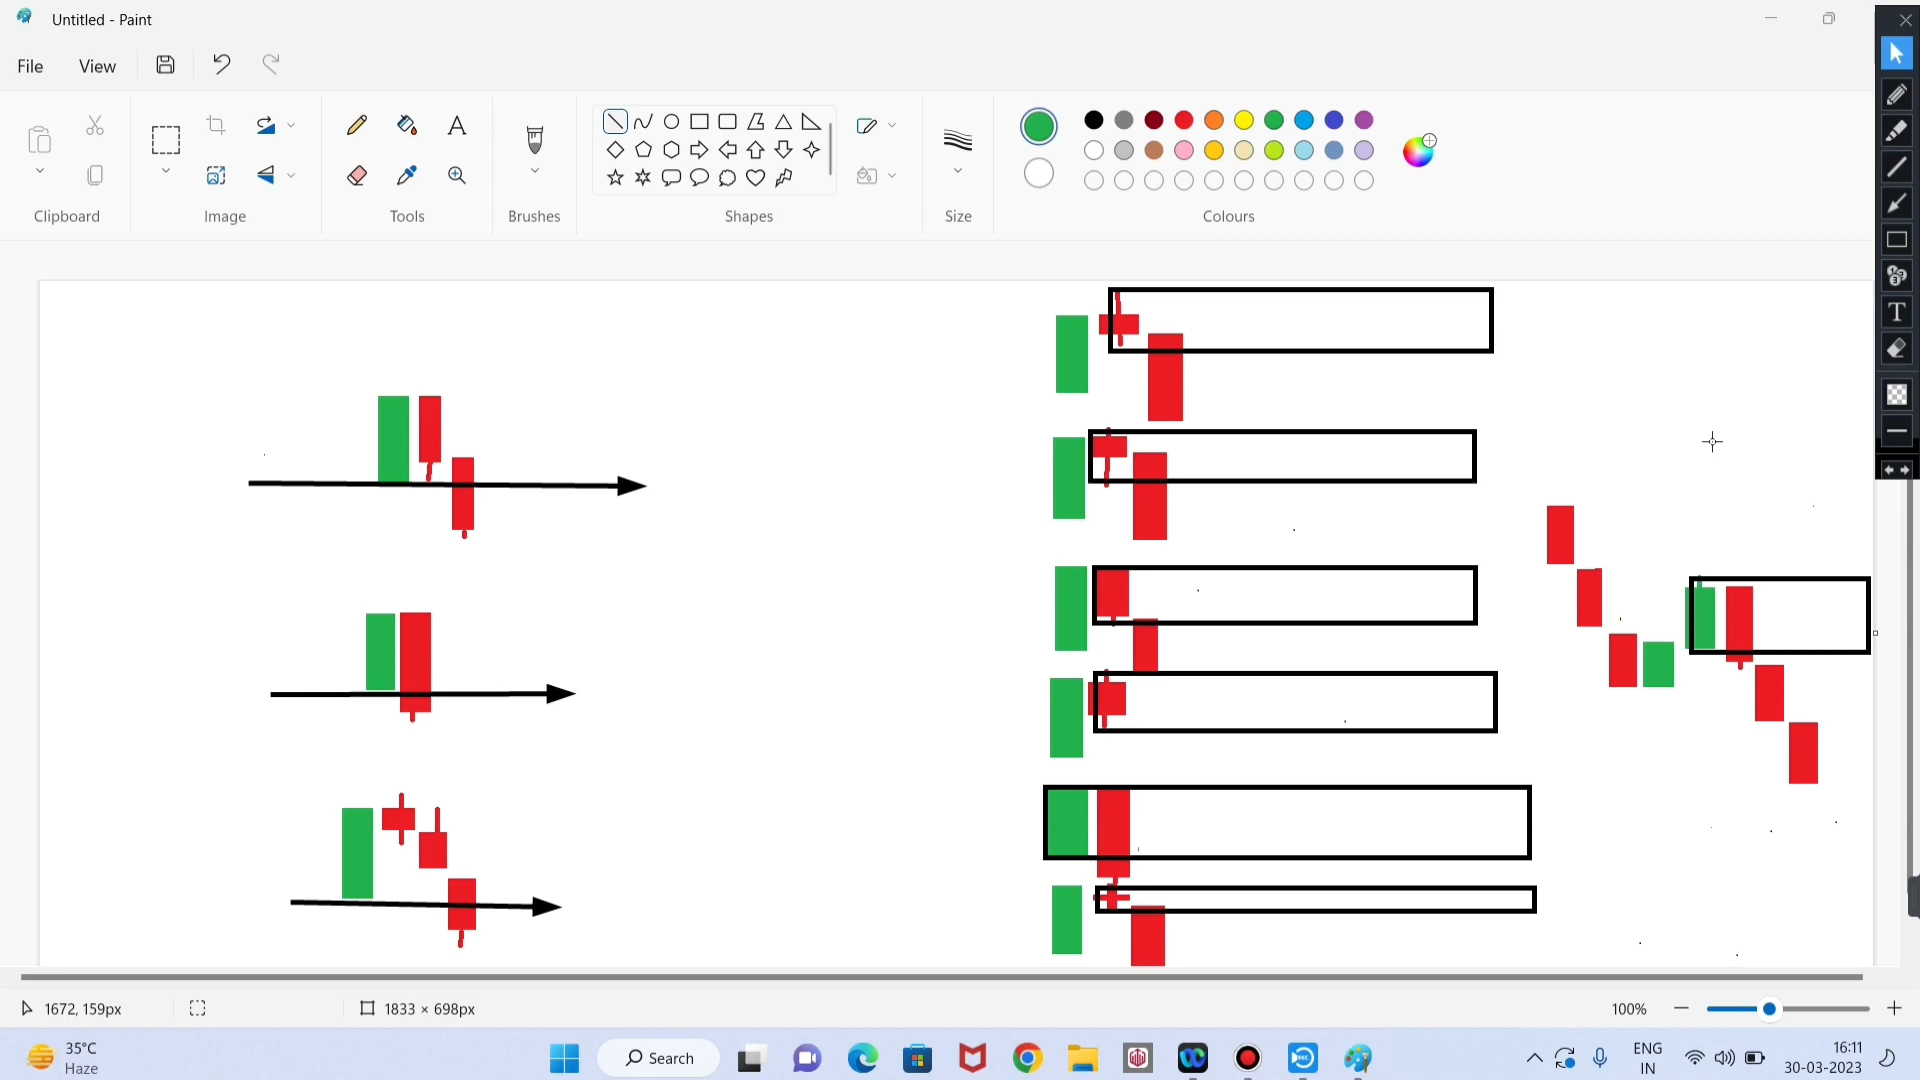 Untitled - Paint
File
View
Clipboard
Image
Tools
Brushes
Shapes
Size
Colours
1672, 159px
1833 × 698px
100%
35°C
Haze
Search
ENG
IN
16:11
30-03-2023